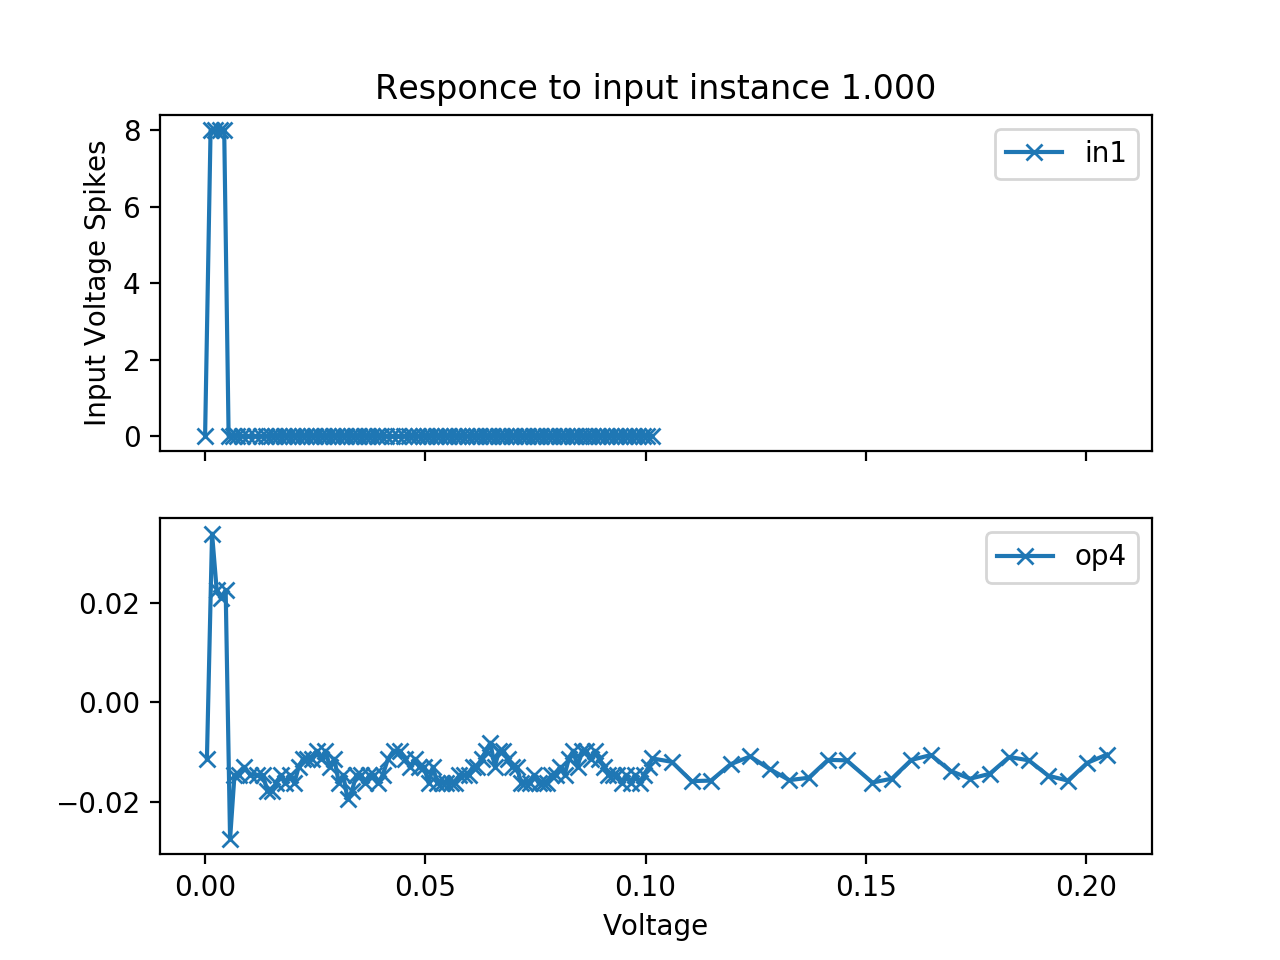 Responce to input instance 1.000
8
6
4
2
0
Input Voltage Spikes
in1
0.02
0.00
−0.02
op4
0.00 0.05 0.10 0.15 0.20
Voltage